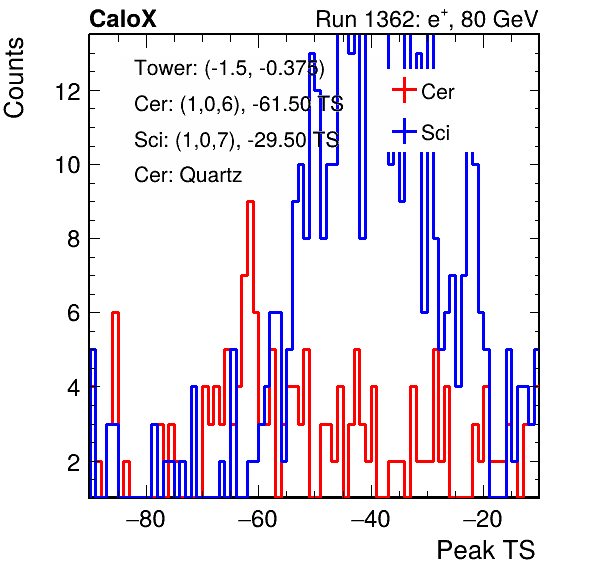 CaloX Run 1362: e⁺, 80 GeV
Counts
Tower: (-1.5, -0.375)
Cer: (1,0,6), -61.50 TS
Sci: (1,0,7), -29.50 TS
Cer: Quartz
Cer
Sci
12
10
8
6
4
2
−80 −60 −40 −20
Peak TS